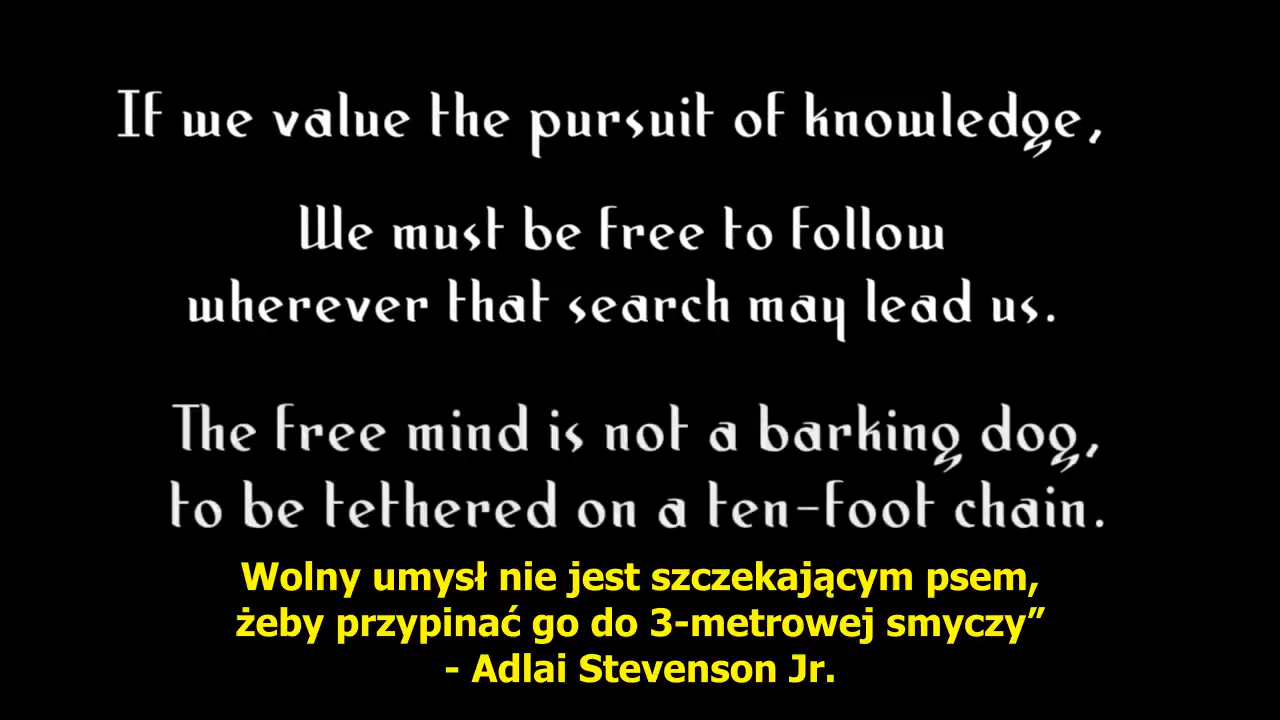 If we value the pursuit of knowledge,
We must be free to follow
wherever that search may lead us.
The free mind is not a barking dog,
to be tethered on a ten-foot chain.
Wolny umysł nie jest szczekającym psem,
żeby przypinać go do 3-metrowej smyczy”
- Adlai Stevenson Jr.